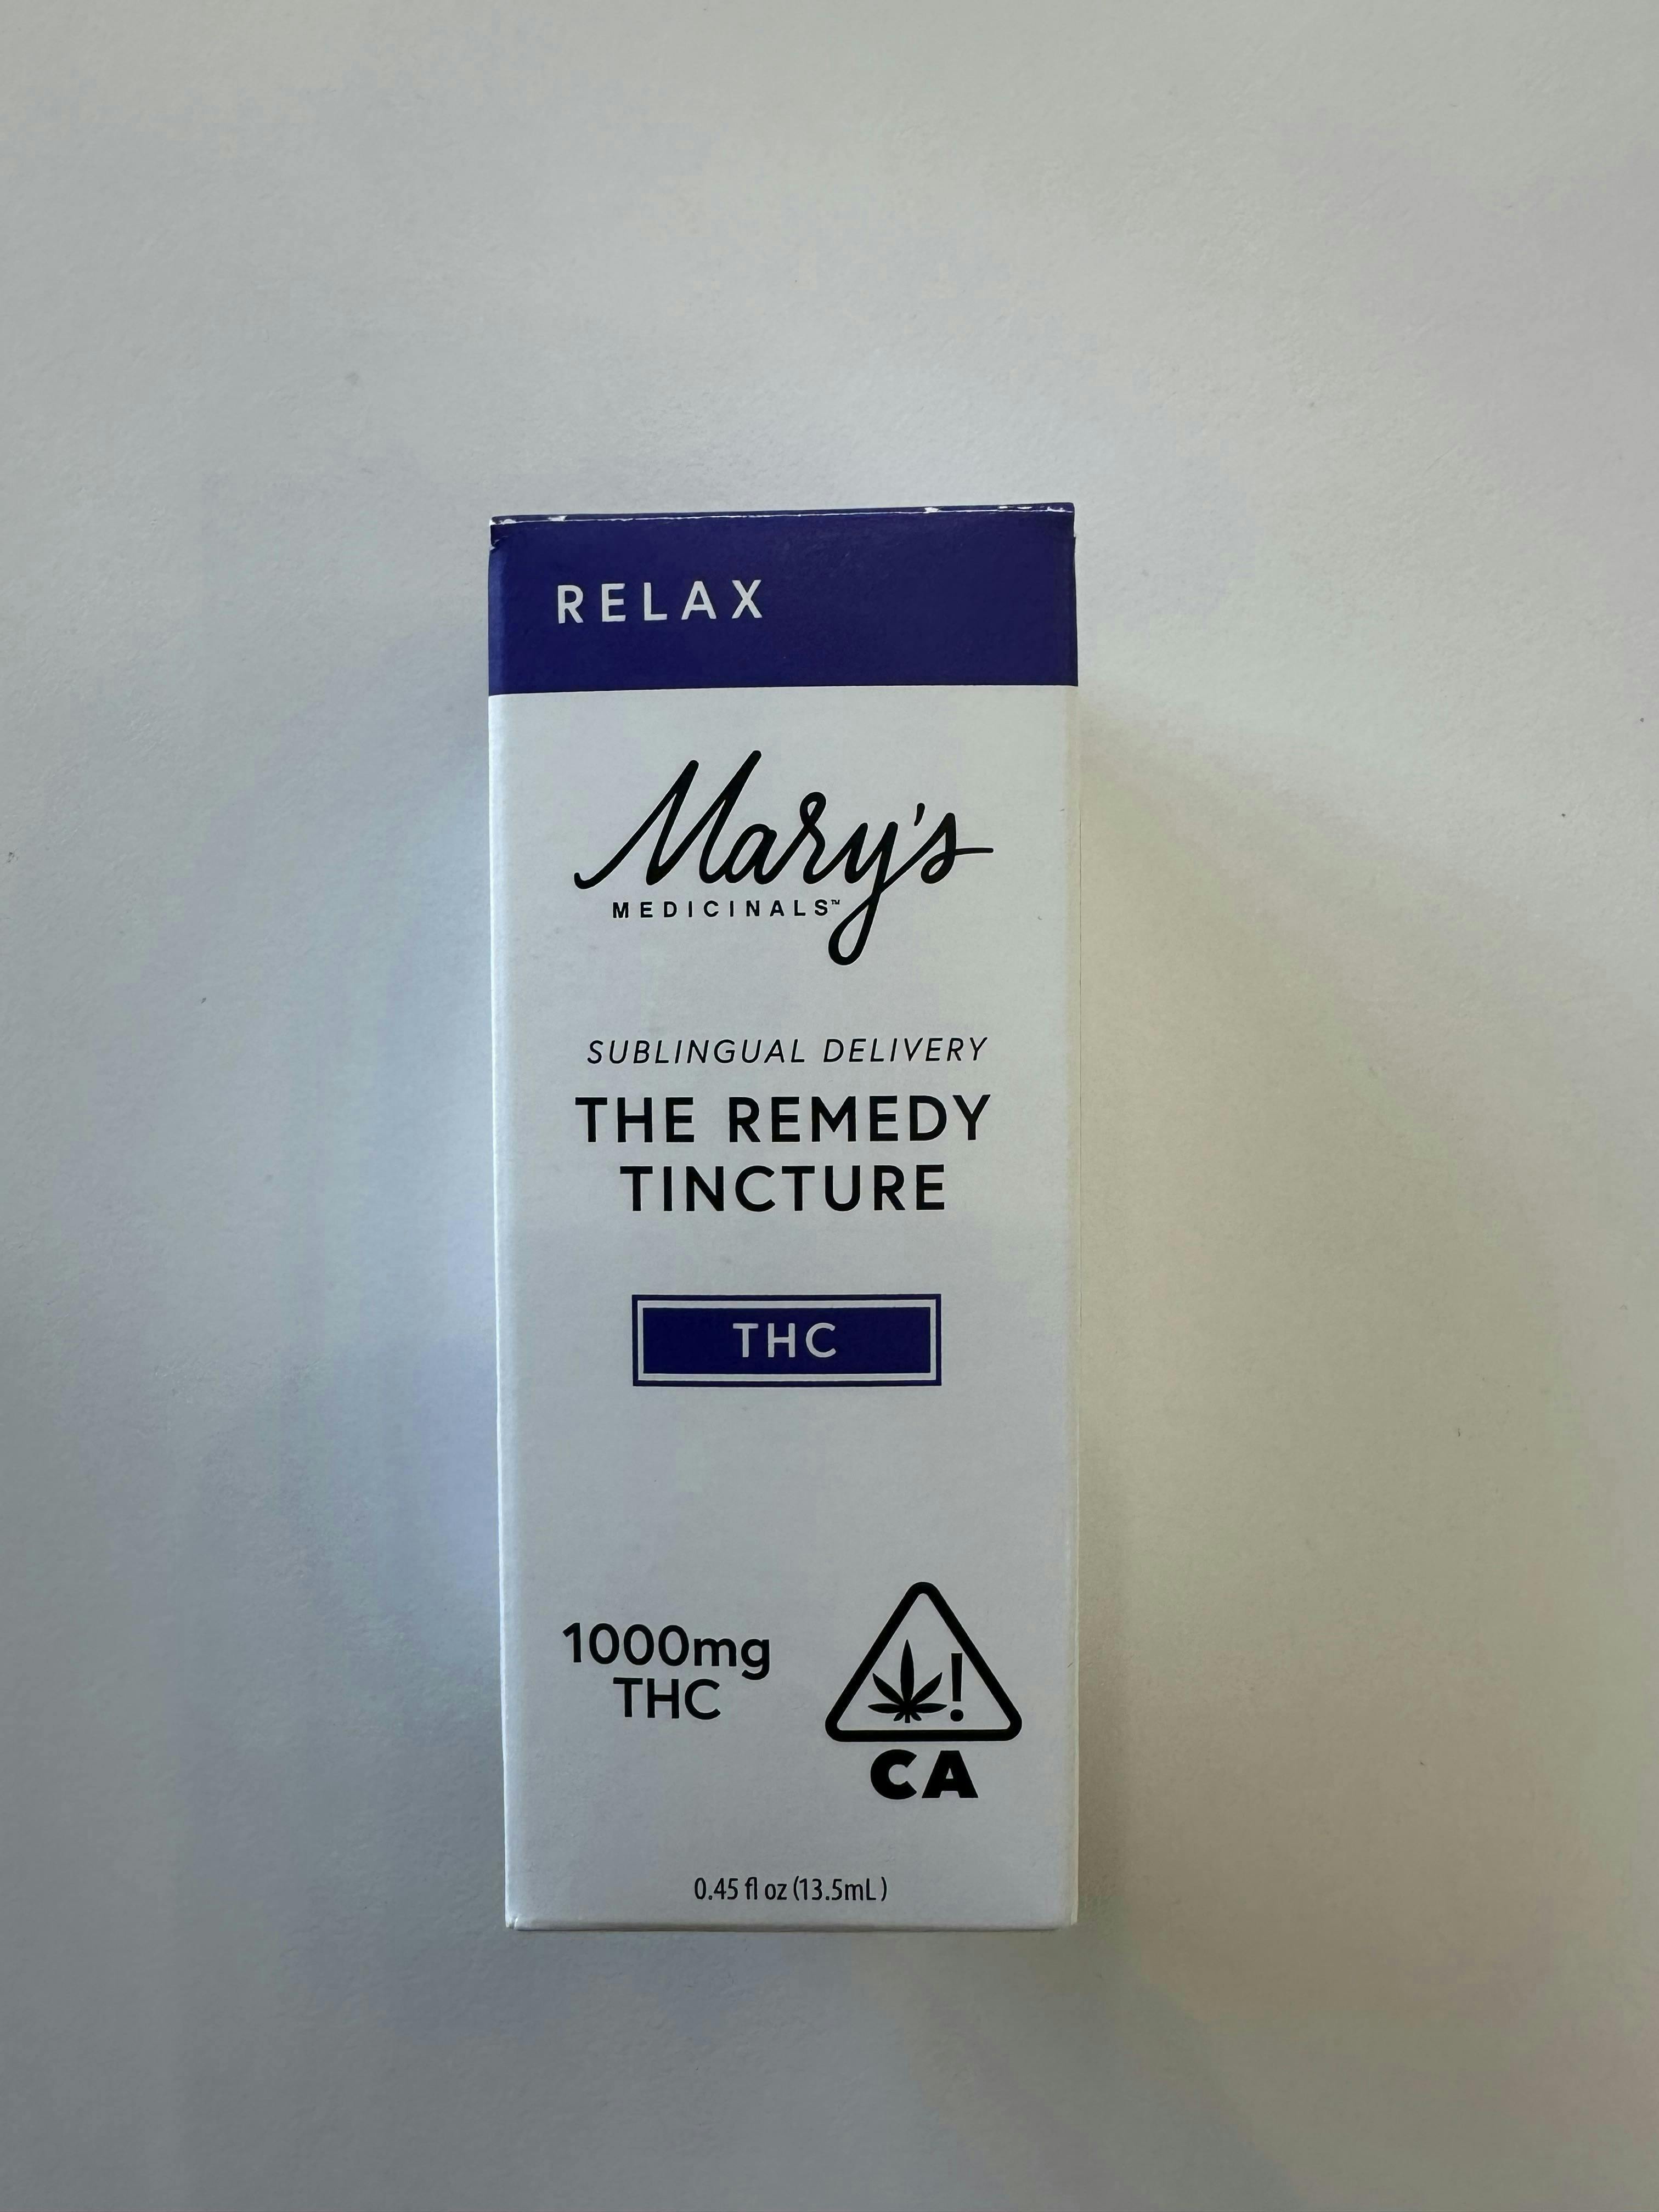 RELAX
Mary's
MEDICINALS™
SUBLINGUAL DELIVERY
THE REMEDY
TINCTURE
THC
1000mg
THC
!
CA
0.45 fl oz (13.5mL)